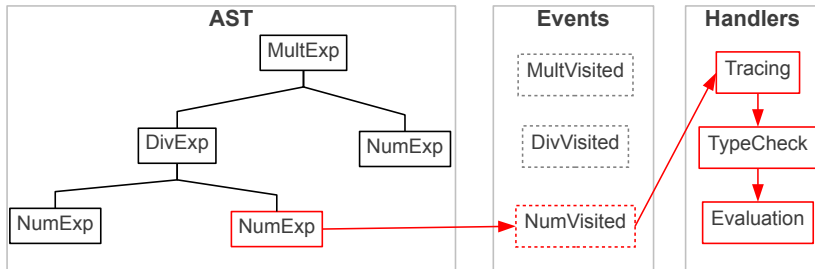 AST
Events
Handlers
MultExp
MultVisited
Tracing
DivExp
NumExp
DivVisited
TypeCheck
NumExp
NumExp
NumVisited
Evaluation